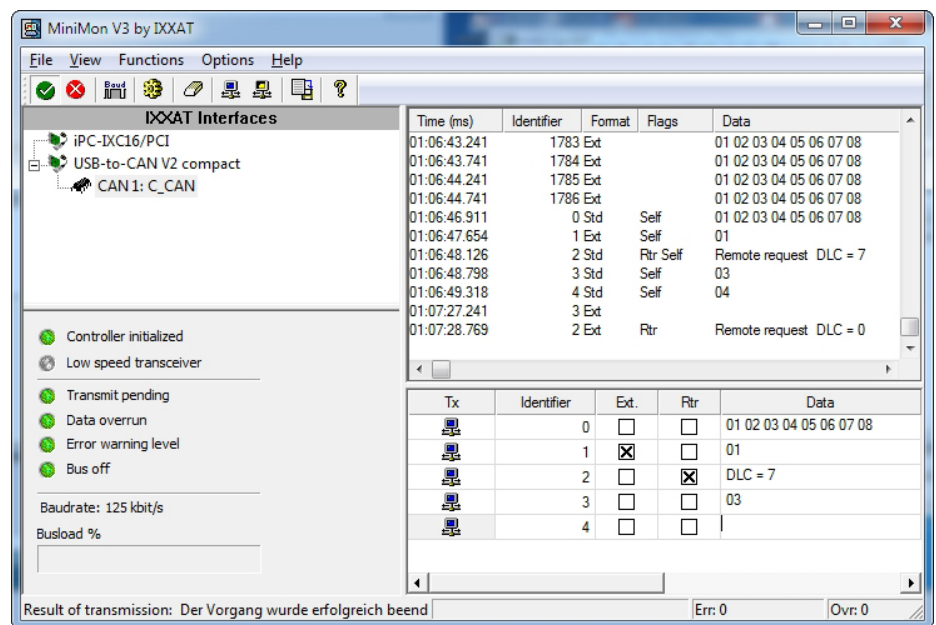 MiniMon V3 by IXXAT
File View Functions Options Help
Baud
IXXAT Interfaces
iPC-IXC16/PCI
USB-to-CAN V2 compact
CAN 1: C_CAN
Controller initialized
Low speed transceiver
Transmit pending
Data overrun
Error warning level
Bus off
Baudrate: 125 kbit/s
Busload %
Time (ms) Identifier Format Flags Data
01:06:43.241 1783 Ext 01 02 03 04 05 06 07 08
01:06:43.741 1784 Ext 01 02 03 04 05 06 07 08
01:06:44.241 1785 Ext 01 02 03 04 05 06 07 08
01:06:44.741 1786 Ext 01 02 03 04 05 06 07 08
01:06:46.911 0 Std Self 01 02 03 04 05 06 07 08
01:06:47.654 1 Ext Self 01
01:06:48.126 2 Std Rtr Self Remote request DLC = 7
01:06:48.798 3 Std Self 03
01:06:49.318 4 Std Self 04
01:07:27.241 3 Ext
01:07:28.769 2 Ext Rtr Remote request DLC = 0
Tx Identifier Ext. Rtr Data
0 01 02 03 04 05 06 07 08
1 01
2 DLC = 7
3 03
4
Result of transmission: Der Vorgang wurde erfolgreich beend Err: 0 Ovr: 0